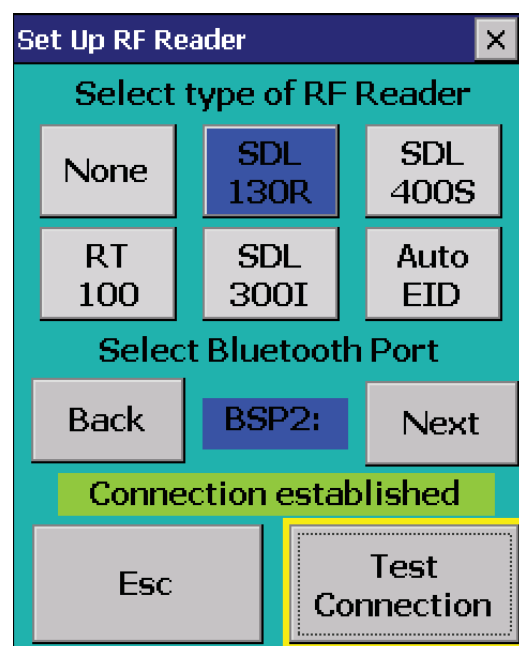 Set Up RF Reader
Select type of RF Reader
None
SDL
130R
SDL
400S
RT
100
SDL
300I
Auto
EID
Select Bluetooth Port
Back
BSP2:
Next
Connection established
Esc
Test
Connection